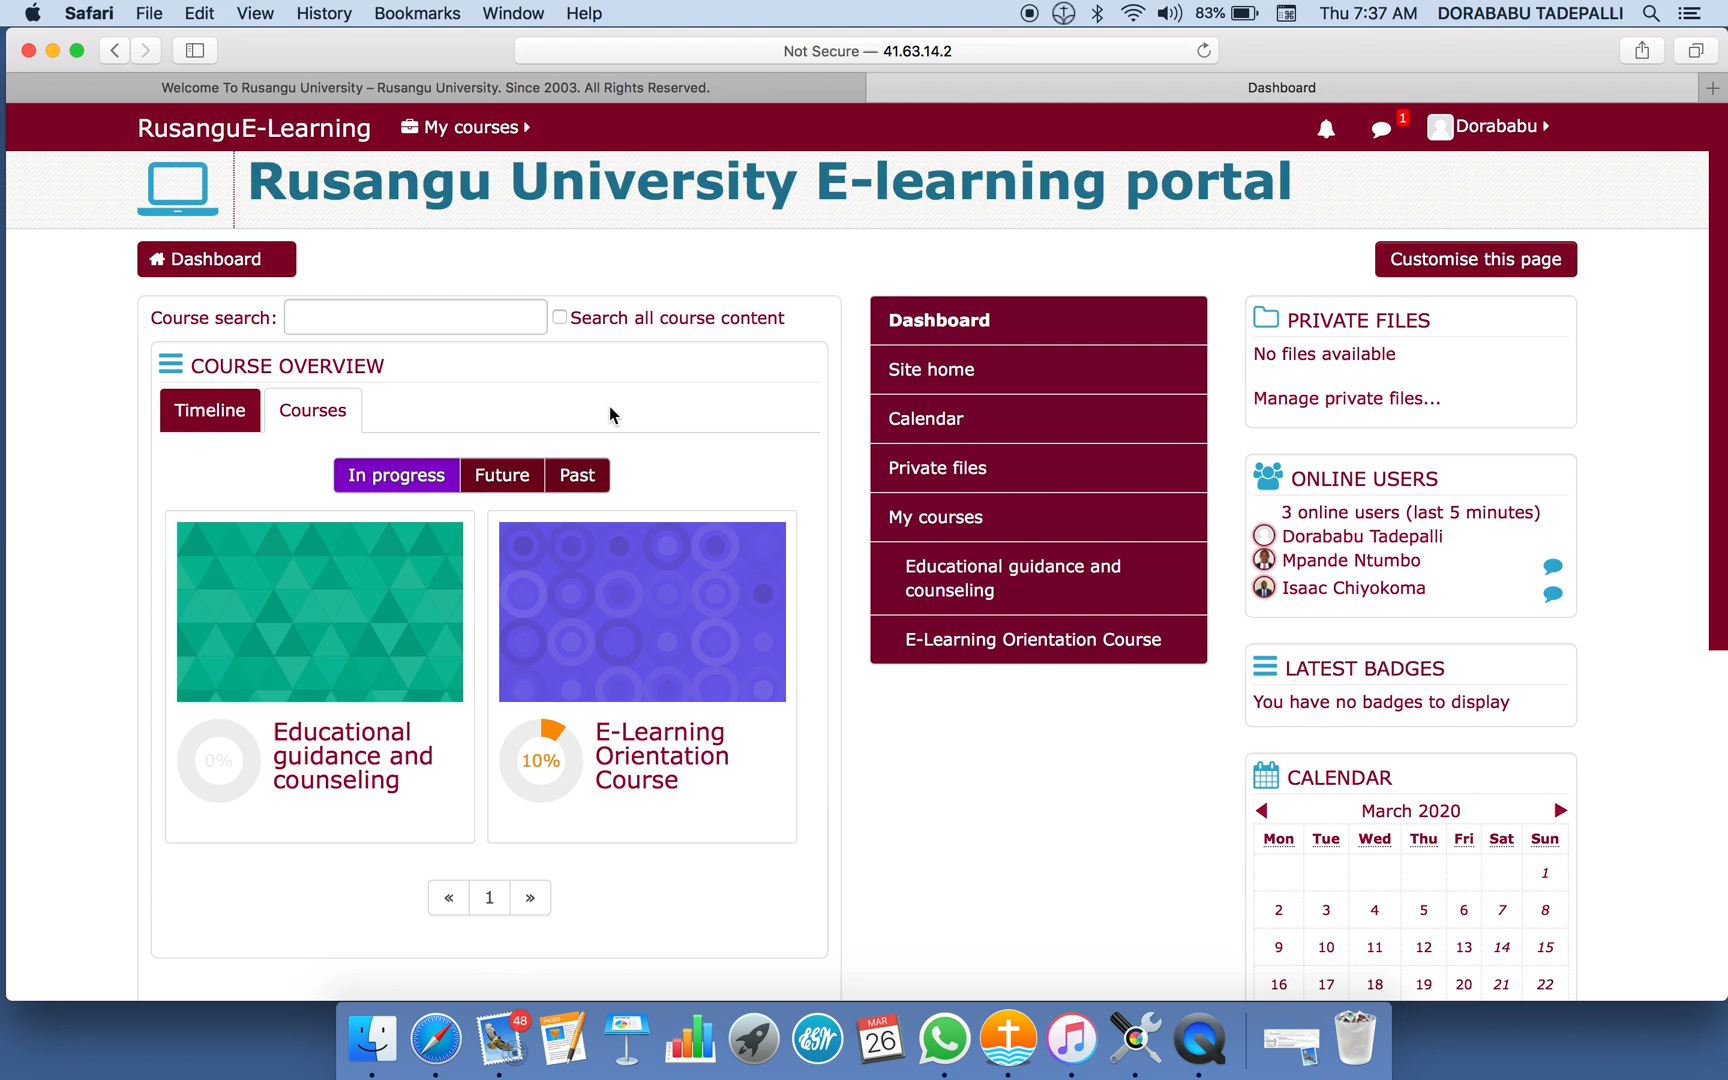 Safari File Edit View History Bookmarks Window Help 83% Thu 7:37 AM DORABABU TADEPALLI
Not Secure — 41.63.14.2
Welcome To Rusangu University – Rusangu University. Since 2003. All Rights Reserved.
Dashboard
RusanguE-Learning My courses 1 Dorababu
Rusangu University E-learning portal
Dashboard
Customise this page
Course search: Search all course content
COURSE OVERVIEW
Timeline Courses
In progress Future Past
0%
Educational
guidance and
counseling
10%
E-Learning
Orientation
Course
« 1 »
Dashboard
Site home
Calendar
Private files
My courses
Educational guidance and
counseling
E-Learning Orientation Course
PRIVATE FILES
No files available
Manage private files...
ONLINE USERS
3 online users (last 5 minutes)
Dorababu Tadepalli
Mpande Ntumbo
Isaac Chiyokoma
LATEST BADGES
You have no badges to display
CALENDAR
March 2020
Mon Tue Wed Thu Fri Sat Sun
1
2 3 4 5 6 7 8
9 10 11 12 13 14 15
16 17 18 19 20 21 22
48
PAGES
MAR
26